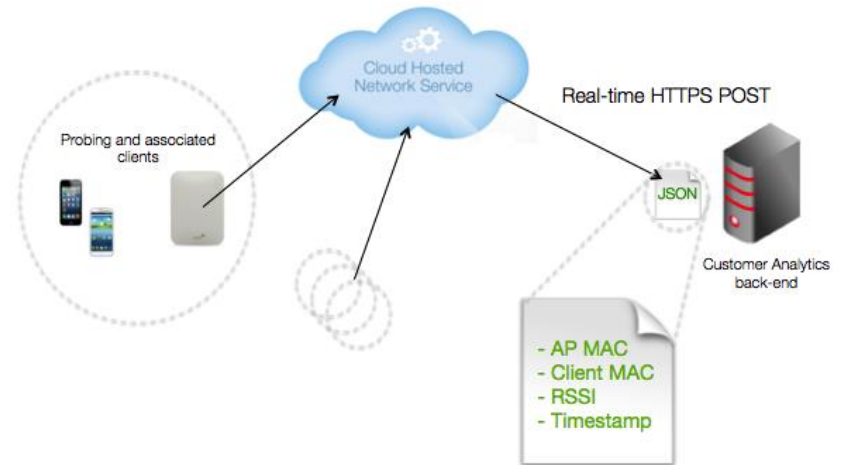 Cloud Hosted
Network Service
Real-time HTTPS POST
Probing and associated
clients
JSON
Customer Analytics
back-end
- AP MAC
- Client MAC
- RSSI
- Timestamp